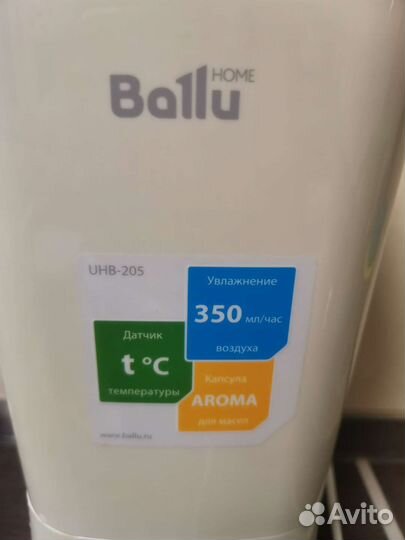 Ballu HOME
UHB-205
Увлажнение
350 мл/час
воздуха
Датчик
t °C
температуры
Капсула
AROMA
для масел
www.ballu.ru
Avito